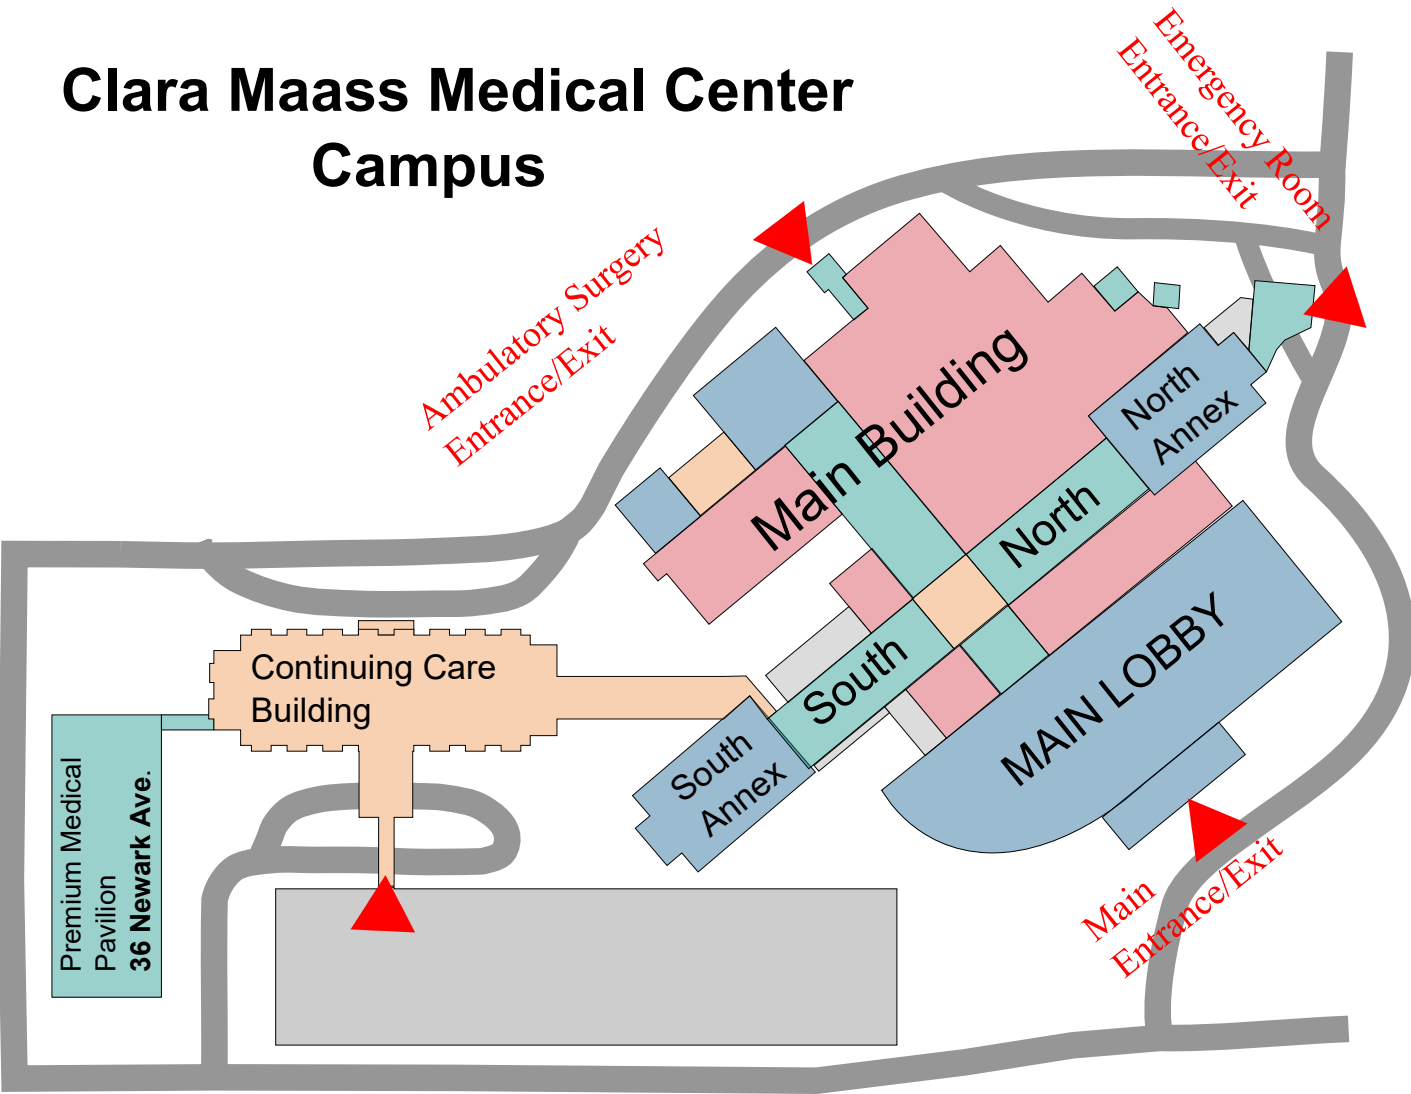 Clara Maass Medical Center
Campus
Emergency Room
Entrance/Exit
Ambulatory Surgery
Entrance/Exit
Main Building
North
Annex
North
South
MAIN LOBBY
Continuing Care
Building
South
Annex
Premium Medical
Pavilion
36 Newark Ave.
Main
Entrance/Exit